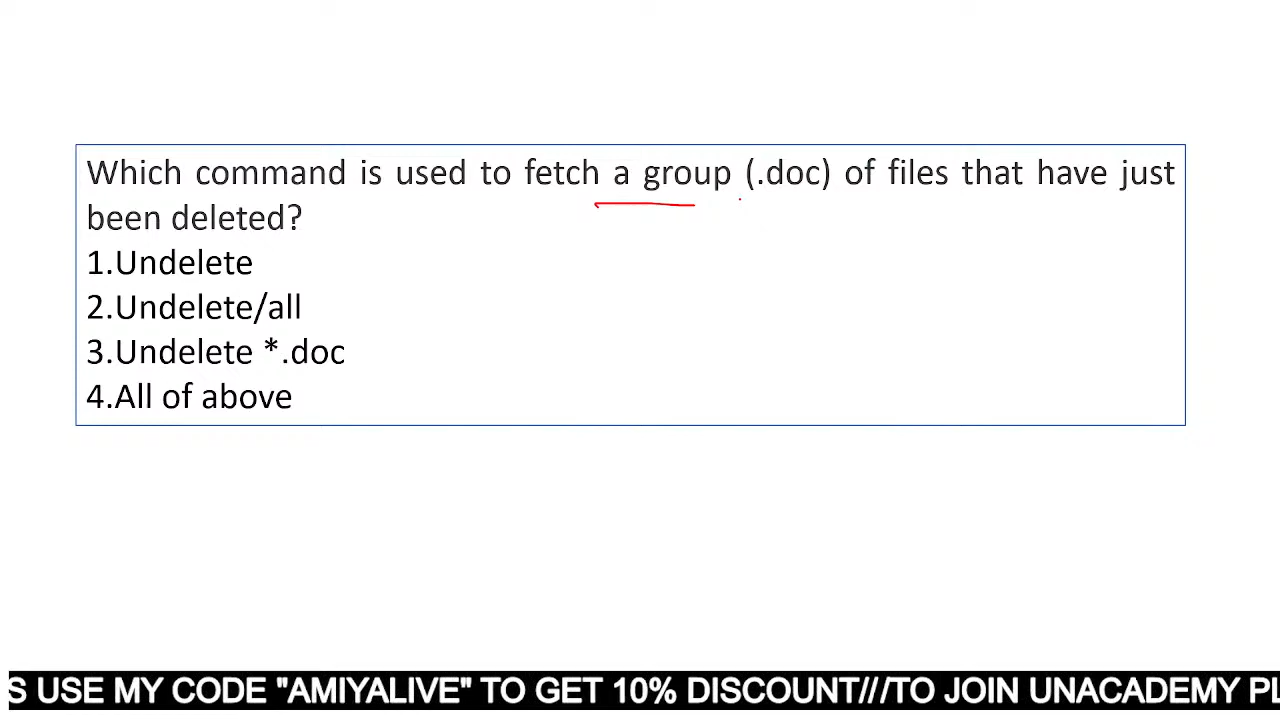 Which command is used to fetch a group (.doc) of files that have just
been deleted?
1.Undelete
2.Undelete/all
3.Undelete *.doc
4.All of above
S USE MY CODE "AMIYALIVE" TO GET 10% DISCOUNT///TO JOIN UNACADEMY PL